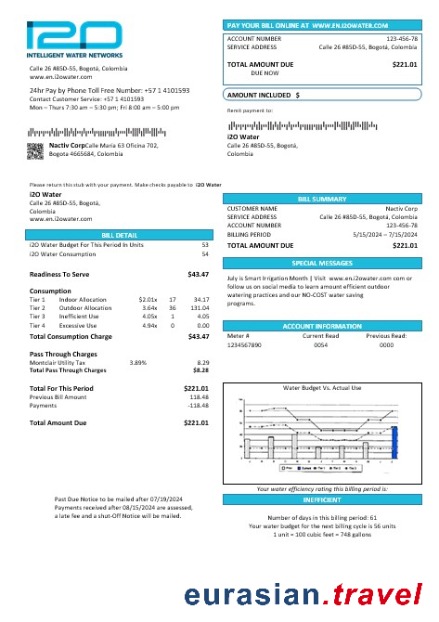 i2O
INTELLIGENT WATER NETWORKS
Calle 26 #85D-55, Bogotá, Colombia
www.en.i2owater.com
24hr Pay by Phone Toll Free Number: +57 1 4101593
Contact Customer Service: +57 1 4101593
Mon – Thurs 7:30 am – 5:30 pm; Fri 8:00 am – 5:00 pm
Nactiv Corp Calle María 63 Oficina 702,
Bogota 4665684, Colombia
PAY YOUR BILL ONLINE AT WWW.EN.I2OWATER.COM
ACCOUNT NUMBER 123-456-78
SERVICE ADDRESS Calle 26 #85D-55, Bogotá, Colombia
TOTAL AMOUNT DUE $221.01
DUE NOW
AMOUNT INCLUDED $
Remit payment to:
i2O Water
Calle 26 #85D-55, Bogotá,
Colombia
Please return this stub with your payment. Make checks payable to i2O Water
i2O Water
Calle 26 #85D-55, Bogotá,
Colombia
www.en.i2owater.com
BILL DETAIL
i2O Water Budget For This Period In Units 53
i2O Water Consumption 54
Readiness To Serve $43.47
Consumption
Tier 1 Indoor Allocation $2.01x 17 34.17
Tier 2 Outdoor Allocation 3.64x 36 131.04
Tier 3 Inefficient Use 4.05x 1 4.05
Tier 4 Excessive Use 4.94x 0 0.00
Total Consumption Charge $43.47
Pass Through Charges
Montclair Utility Tax 3.89% 8.29
Total Pass Through Charges $8.28
Total For This Period $221.01
Previous Bill Amount 118.48
Payments -118.48
Total Amount Due $221.01
Past Due Notice to be mailed after 07/19/2024
Payments received after 08/15/2024 are assessed,
a late fee and a shut-Off Notice will be mailed.
BILL SUMMARY
CUSTOMER NAME Nactiv Corp
SERVICE ADDRESS Calle 26 #85D-55, Bogotá, Colombia
ACCOUNT NUMBER 123-456-78
BILLING PERIOD 5/15/2024 – 7/15/2024
TOTAL AMOUNT DUE $221.01
SPECIAL MESSAGES
July is Smart Irrigation Month | Visit www.en.i2owater.com com or
follow us on social media to learn amount efficient outdoor
watering practices and our NO-COST water saving
programs.
ACCOUNT INFORMATION
Meter # Current Read Previous Read:
1234567890 0054 0000
Water Budget Vs. Actual Use
Your water efficiency rating this billing period is:
INEFFICIENT
Number of days in this billing period: 61
Your water budget for the next billing cycle is 56 units
1 unit = 100 cubic feet = 748 gallons
eurasian.travel